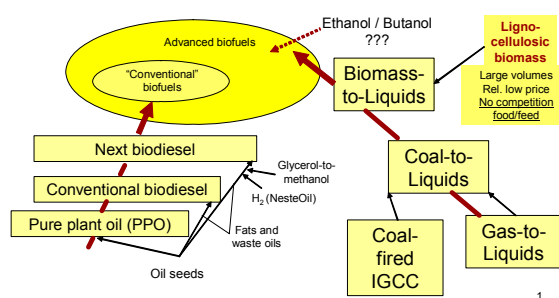 Ethanol / Butanol
???
Advanced biofuels
"Conventional"
biofuels
Ligno-
cellulosic
biomass
Large volumes
Rel. low price
No competition
food/feed
Biomass-
to-Liquids
Next biodiesel
Glycerol-to-
methanol
H2 (NesteOil)
Conventional biodiesel
Coal-to-
Liquids
Pure plant oil (PPO)
Fats and
waste oils
Oil seeds
Coal-
fired
IGCC
Gas-to-
Liquids
1